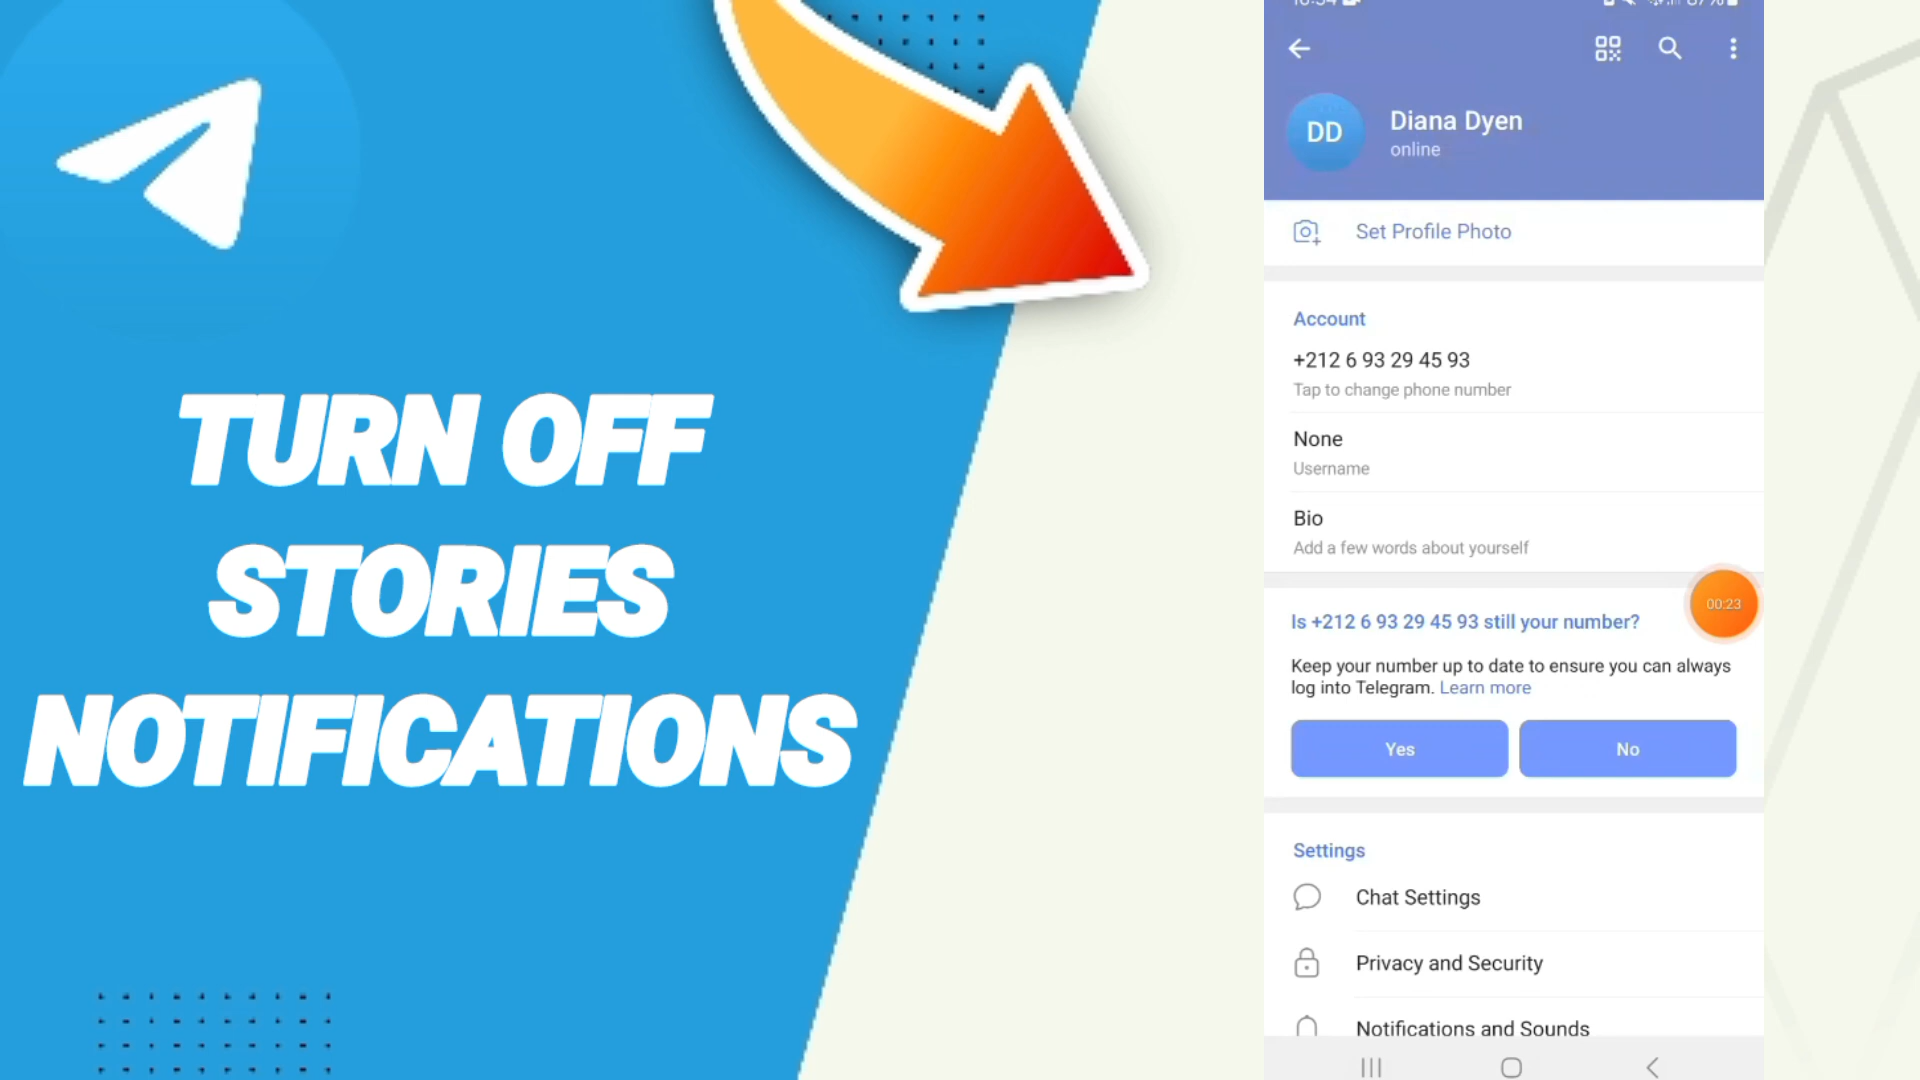 TURN OFF
STORIES
NOTIFICATIONS
DD
Diana Dyen
online
Set Profile Photo
Account
+212 6 93 29 45 93
Tap to change phone number
None
Username
Bio
Add a few words about yourself
00:23
Is +212 6 93 29 45 93 still your number?
Keep your number up to date to ensure you can always
log into Telegram. Learn more
Yes
No
Settings
Chat Settings
Privacy and Security
Notifications and Sounds